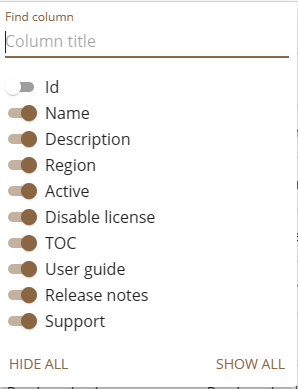 Find column
Column title
Id
Name
Description
Region
Active
Disable license
TOC
User guide
Release notes
Support
HIDE ALL
SHOW ALL